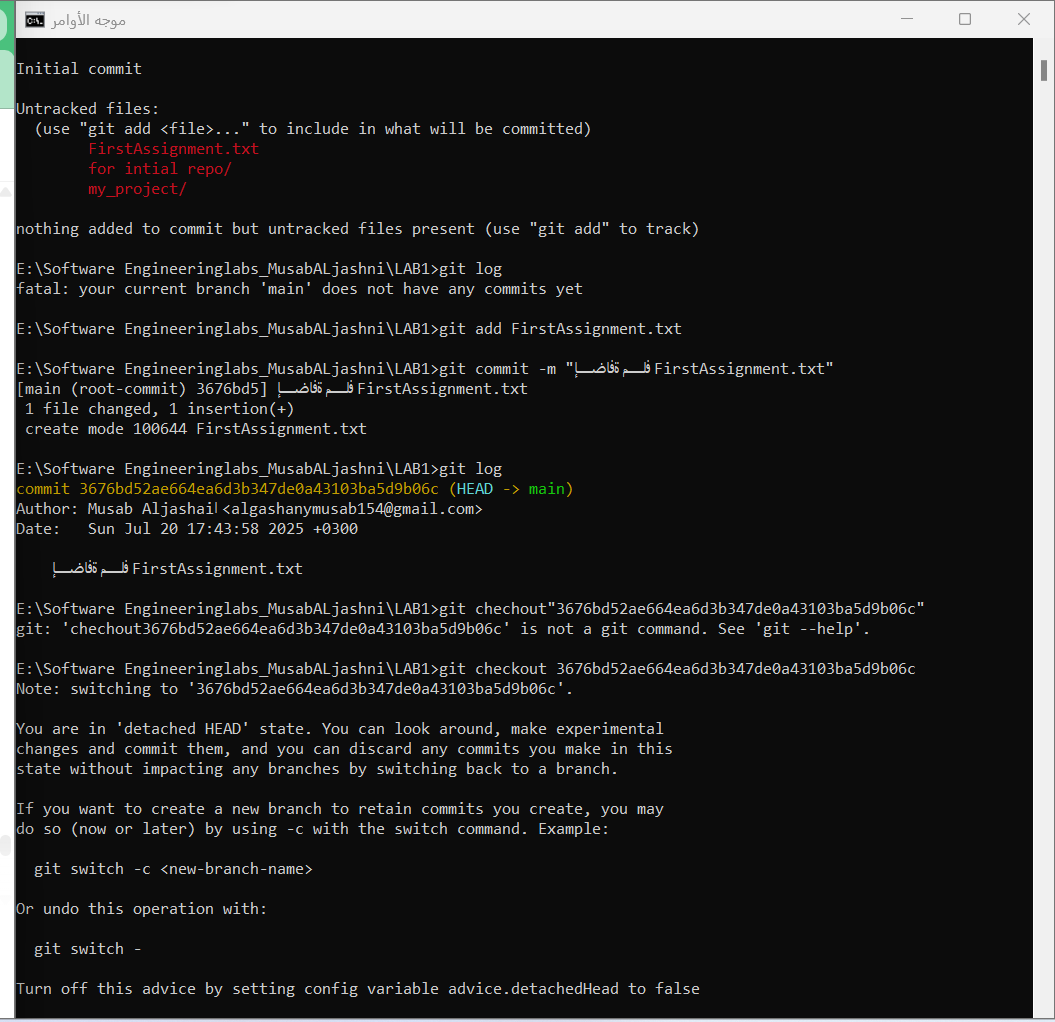 موجه الأوامر
Initial commit
Untracked files:
(use "git add <file>..." to include in what will be committed)
FirstAssignment.txt
for intial repo/
my_project/
nothing added to commit but untracked files present (use "git add" to track)
E:\Software Engineeringlabs_MusabALjashni\LAB1>git log
fatal: your current branch 'main' does not have any commits yet
E:\Software Engineeringlabs_MusabALjashni\LAB1>git add FirstAssignment.txt
E:\Software Engineeringlabs_MusabALjashni\LAB1>git commit -m "إضافة ملف FirstAssignment.txt"
[main (root-commit) 3676bd5] إضافة ملف FirstAssignment.txt
1 file changed, 1 insertion(+)
create mode 100644 FirstAssignment.txt
E:\Software Engineeringlabs_MusabALjashni\LAB1>git log
commit 3676bd52ae664ea6d3b347de0a43103ba5d9b06c (HEAD -> main)
Author: Musab Aljashai <algashanymusab154@gmail.com>
Date:   Sun Jul 20 17:43:58 2025 +0300
إضافة ملف FirstAssignment.txt
E:\Software Engineeringlabs_MusabALjashni\LAB1>git chechout"3676bd52ae664ea6d3b347de0a43103ba5d9b06c"
git: 'chechout3676bd52ae664ea6d3b347de0a43103ba5d9b06c' is not a git command. See 'git --help'.
E:\Software Engineeringlabs_MusabALjashni\LAB1>git checkout 3676bd52ae664ea6d3b347de0a43103ba5d9b06c
Note: switching to '3676bd52ae664ea6d3b347de0a43103ba5d9b06c'.
You are in 'detached HEAD' state. You can look around, make experimental
changes and commit them, and you can discard any commits you make in this
state without impacting any branches by switching back to a branch.
If you want to create a new branch to retain commits you create, you may
do so (now or later) by using -c with the switch command. Example:
git switch -c <new-branch-name>
Or undo this operation with:
git switch -
Turn off this advice by setting config variable advice.detachedHead to false